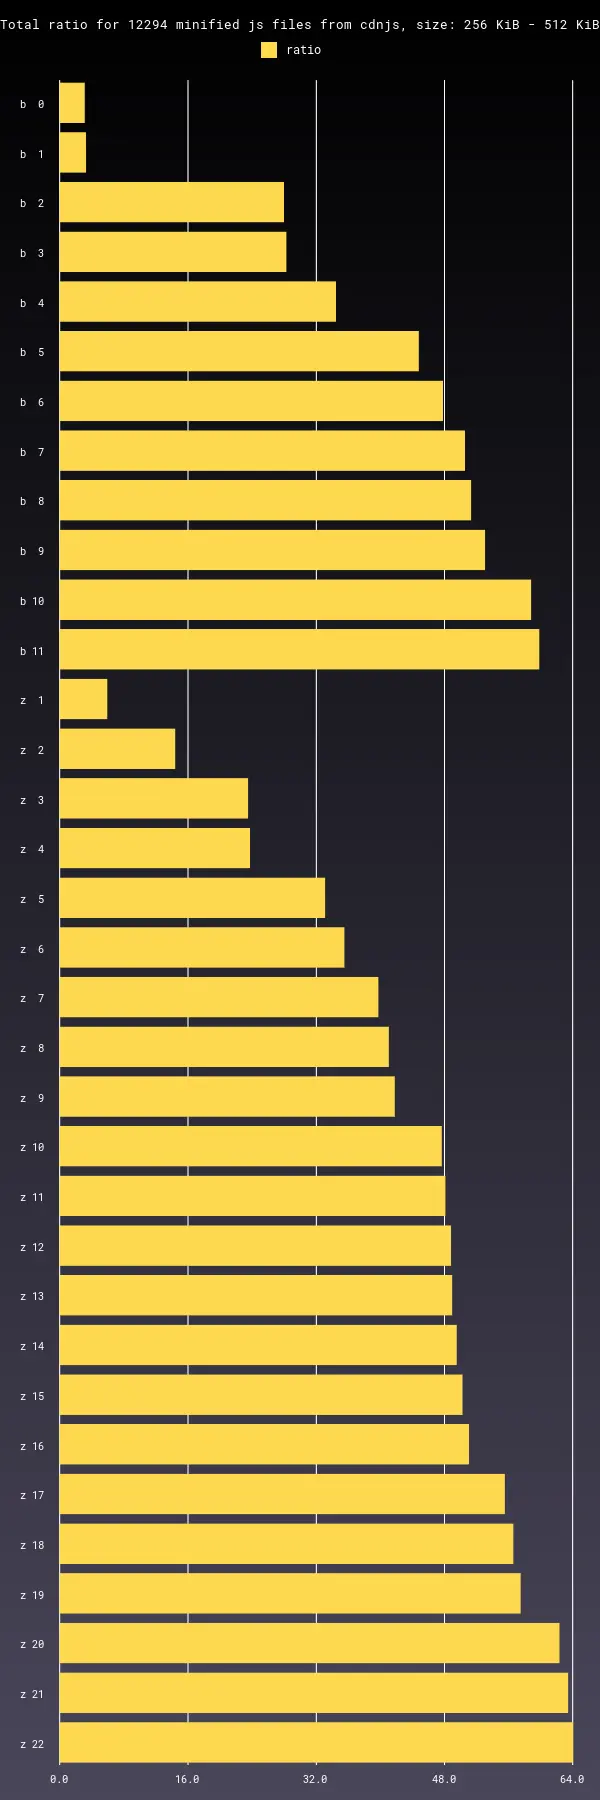 Total ratio for 12294 minified js files from cdnjs, size: 256 KiB - 512 KiB
ratio
b 0
b 1
b 2
b 3
b 4
b 5
b 6
b 7
b 8
b 9
b 10
b 11
z 1
z 2
z 3
z 4
z 5
z 6
z 7
z 8
z 9
z 10
z 11
z 12
z 13
z 14
z 15
z 16
z 17
z 18
z 19
z 20
z 21
z 22
0.0 16.0 32.0 48.0 64.0